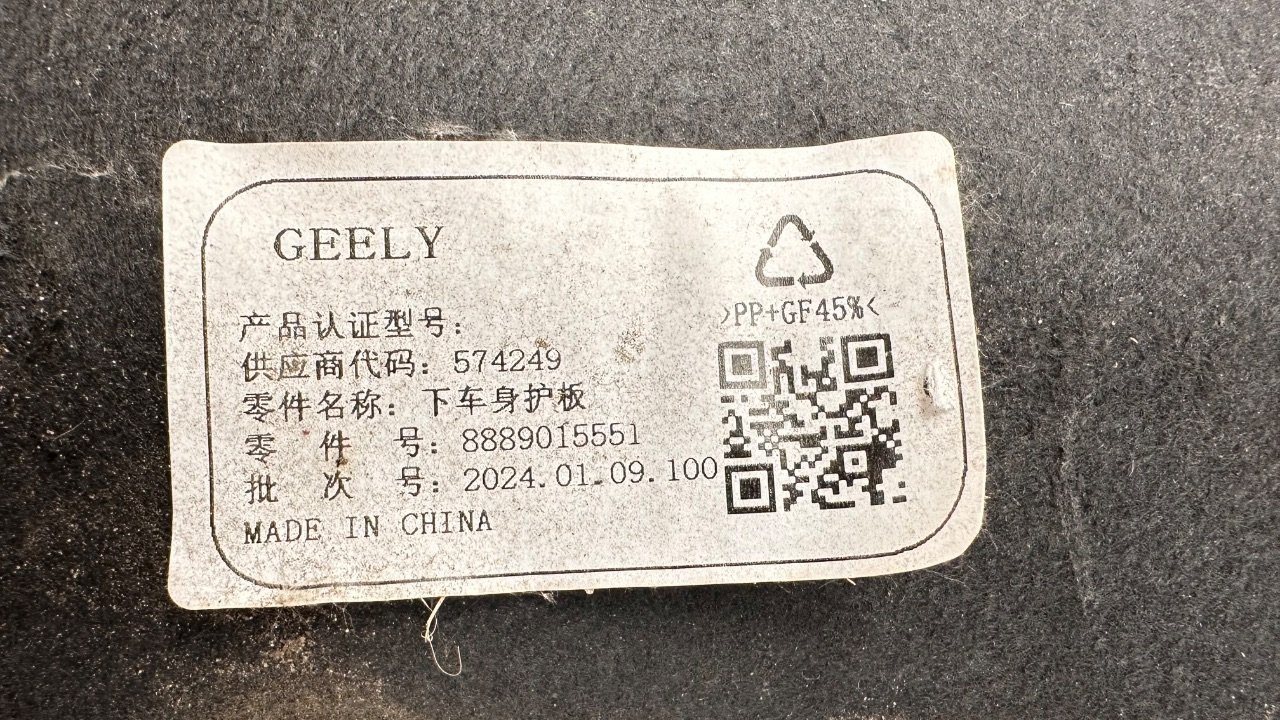 GEELY
>PP+GF45%<
产品认证型号：
供应商代码：574249
零件名称：下车身护板
零 件 号：8889015551
批 次 号：2024.01.09.100
MADE IN CHINA